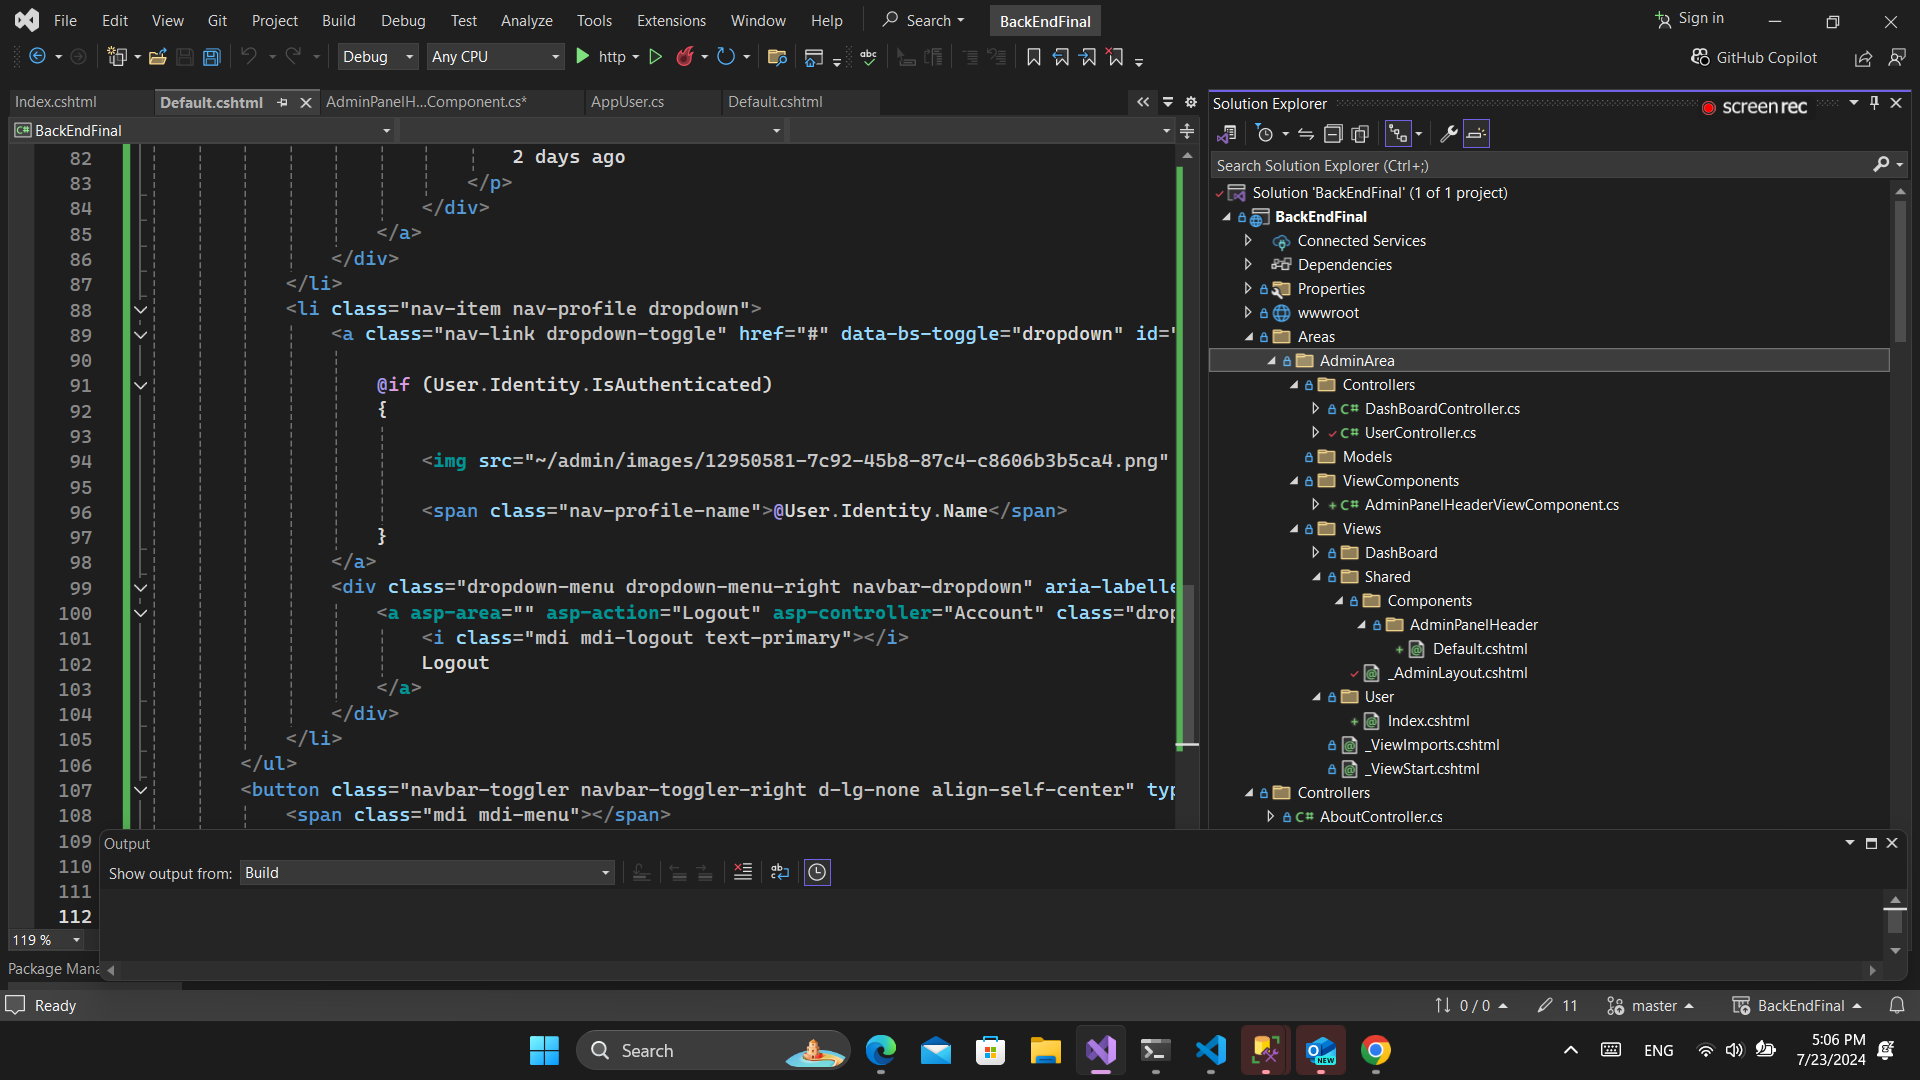 File Edit View Git Project Build Debug Test Analyze Tools Extensions Window Help Search BackEndFinal Sign in
Debug Any CPU http GitHub Copilot
Index.cshtml Default.cshtml AdminPanelH...Component.cs* AppUser.cs Default.cshtml
BackEndFinal
82 2 days ago
83 </p>
84 </div>
85 </a>
86 </div>
87 </li>
88 <li class="nav-item nav-profile dropdown">
89 <a class="nav-link dropdown-toggle" href="#" data-bs-toggle="dropdown" id="
90
91 @if (User.Identity.IsAuthenticated)
92 {
93
94 <img src="~/admin/images/12950581-7c92-45b8-87c4-c8606b3b5ca4.png"
95
96 <span class="nav-profile-name">@User.Identity.Name</span>
97 }
98 </a>
99 <div class="dropdown-menu dropdown-menu-right navbar-dropdown" aria-labelle
100 <a asp-area="" asp-action="Logout" asp-controller="Account" class="drop
101 <i class="mdi mdi-logout text-primary"></i>
102 Logout
103 </a>
104 </div>
105 </li>
106 </ul>
107 <button class="navbar-toggler navbar-toggler-right d-lg-none align-self-center" typ
108 <span class="mdi mdi-menu"></span>
109
110
111
112
119 %
Solution Explorer
screenrec
Search Solution Explorer (Ctrl+;)
Solution 'BackEndFinal' (1 of 1 project)
BackEndFinal
Connected Services
Dependencies
Properties
wwwroot
Areas
AdminArea
Controllers
DashBoardController.cs
UserController.cs
Models
ViewComponents
AdminPanelHeaderViewComponent.cs
Views
DashBoard
Shared
Components
AdminPanelHeader
Default.cshtml
_AdminLayout.cshtml
User
Index.cshtml
_ViewImports.cshtml
_ViewStart.cshtml
Controllers
AboutController.cs
Output
Show output from: Build
Package Mana
Ready 0 / 0 11 master BackEndFinal
Search ENG 5:06 PM
7/23/2024